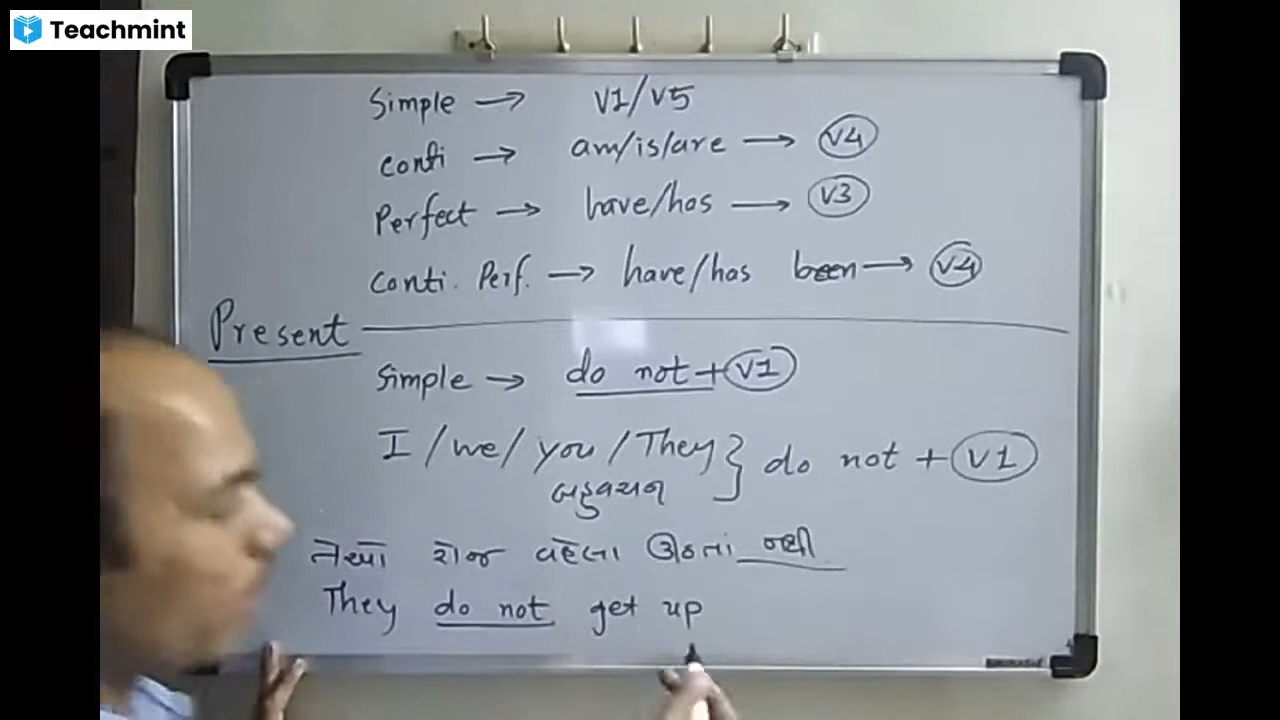 Teachmint
Simple → V1/V5
Conti → am/is/are → V4
Perfect → have/has → V3
Conti. Perf. → have/has been → V4
Present
Simple → do not + V1
I / we / you / They } do not + V1
બહુવચન
તેઓ રોજ વહેલા ઊઠતાં નથી
They do not get up